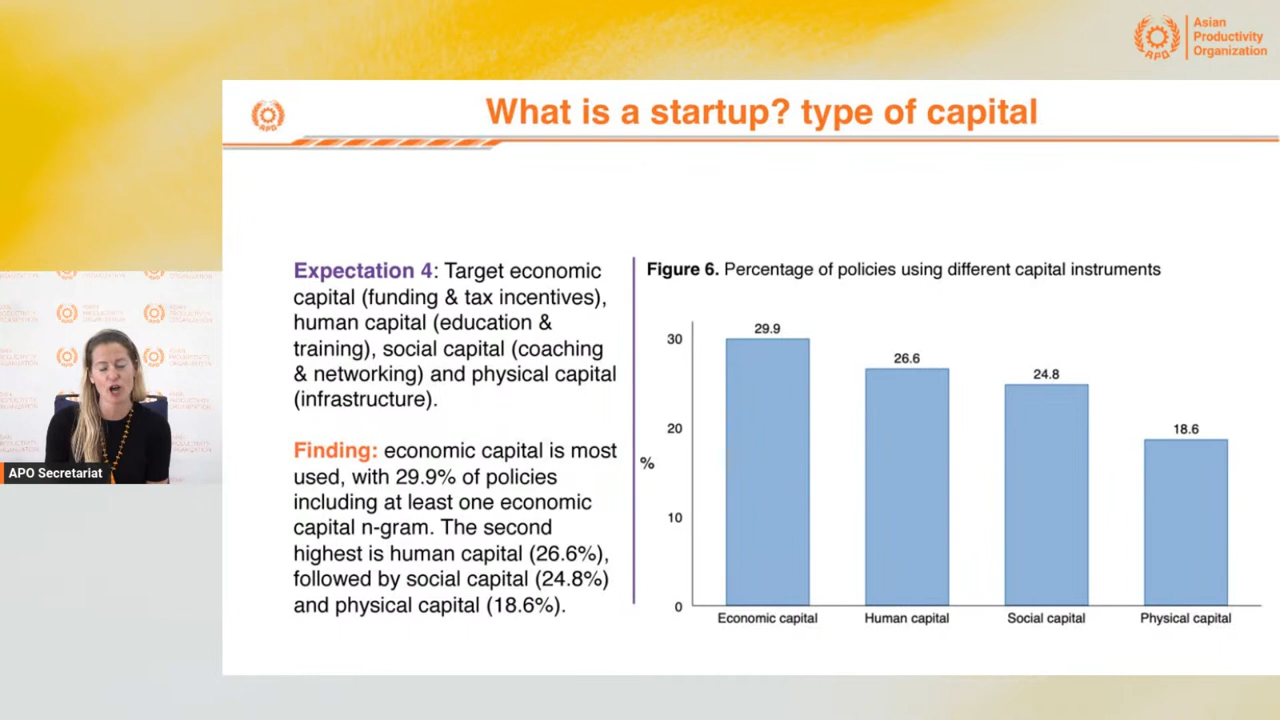 Asian
Productivity
Organization
APO
APO
What is a startup? type of capital
Expectation 4: Target economic
capital (funding & tax incentives),
human capital (education &
training), social capital (coaching
& networking) and physical capital
(infrastructure).
Finding: economic capital is most
used, with 29.9% of policies
including at least one economic
capital n-gram. The second
highest is human capital (26.6%),
followed by social capital (24.8%)
and physical capital (18.6%).
Figure 6. Percentage of policies using different capital instruments
%
30
20
10
0
29.9
26.6
24.8
18.6
Economic capital
Human capital
Social capital
Physical capital
APO Secretariat